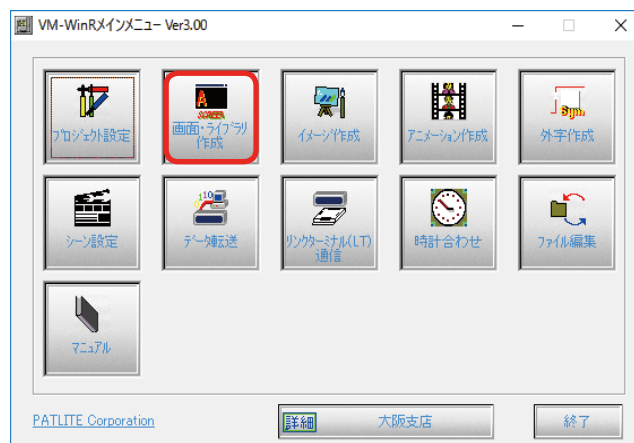 VM-WinRメインメニュー Ver3.00
プロジェクト設定
画面・ライブラリ
作成
イメージ作成
アニメーション作成
外字作成
シーン設定
データ転送
リンクターミナル(LT)
通信
時計合わせ
ファイル編集
マニュアル
PATLITE Corporation
詳細
大阪支店
終了